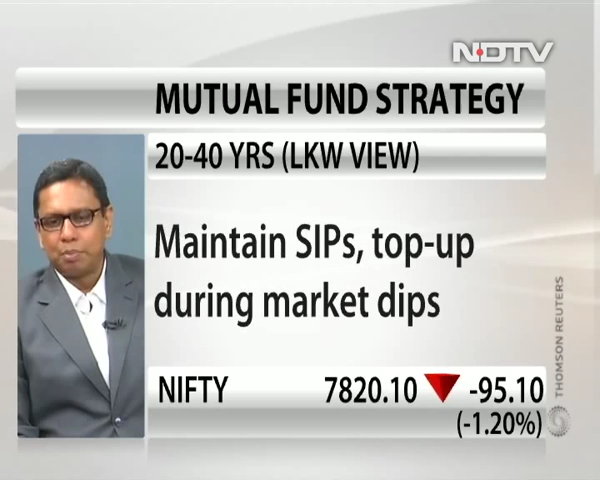 NDTV
MUTUAL FUND STRATEGY
20-40 YRS (LKW VIEW)
Maintain SIPs, top-up
during market dips
NIFTY 7820.10 -95.10
(-1.20%)
THOMSON REUTERS